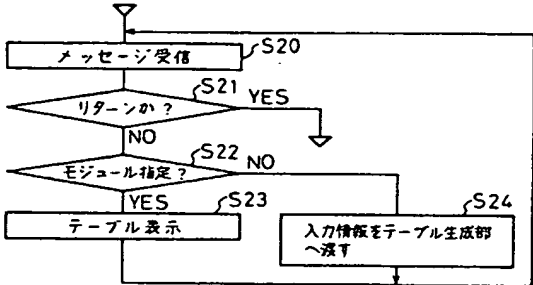 メッセージ受信
S20
リターンか?
S21
YES
NO
モジュール指定?
S22
NO
YES
テーブル表示
S23
入力情報をテーブル生成部
へ渡す
S24